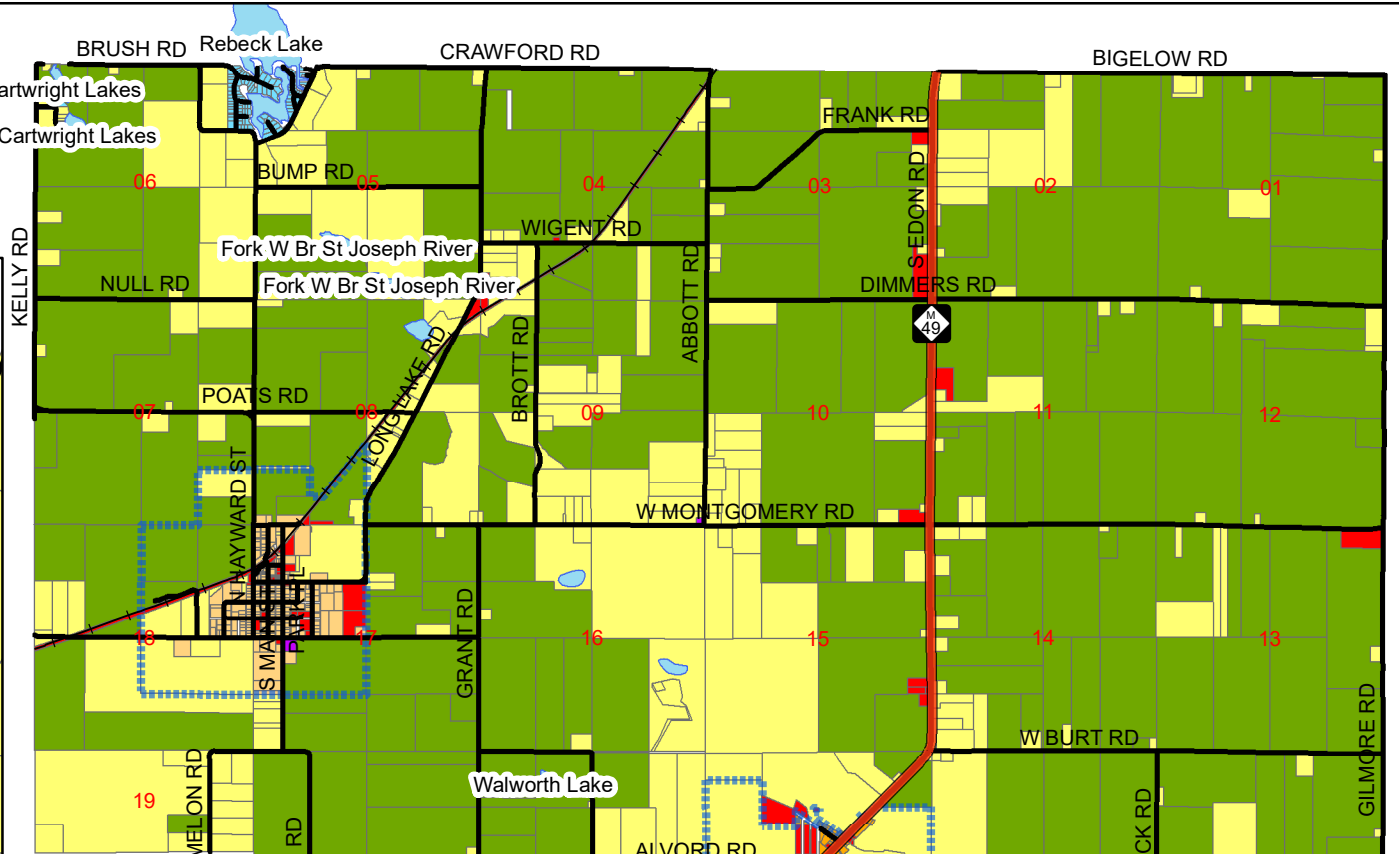 BRUSH RD
Rebeck Lake
CRAWFORD RD
BIGELOW RD
artwright Lakes
FRANK RD
Cartwright Lakes
BUMP RD
06
05
04
03
02
01
S EDON RD
WIGENT RD
KELLY RD
Fork W Br St Joseph River
ABBOTT RD
NULL RD
Fork W Br St Joseph River
DIMMERS RD
M
49
LONG LAKE RD
BROTT RD
POATS RD
07
08
09
10
11
12
N HAYWARD ST
W MONTGOMERY RD
PARK PL
GRANT RD
18
17
16
15
14
13
S MAIN ST
GILMORE RD
W BURT RD
MELON RD
Walworth Lake
19
RD
CK RD
ALVORD RD